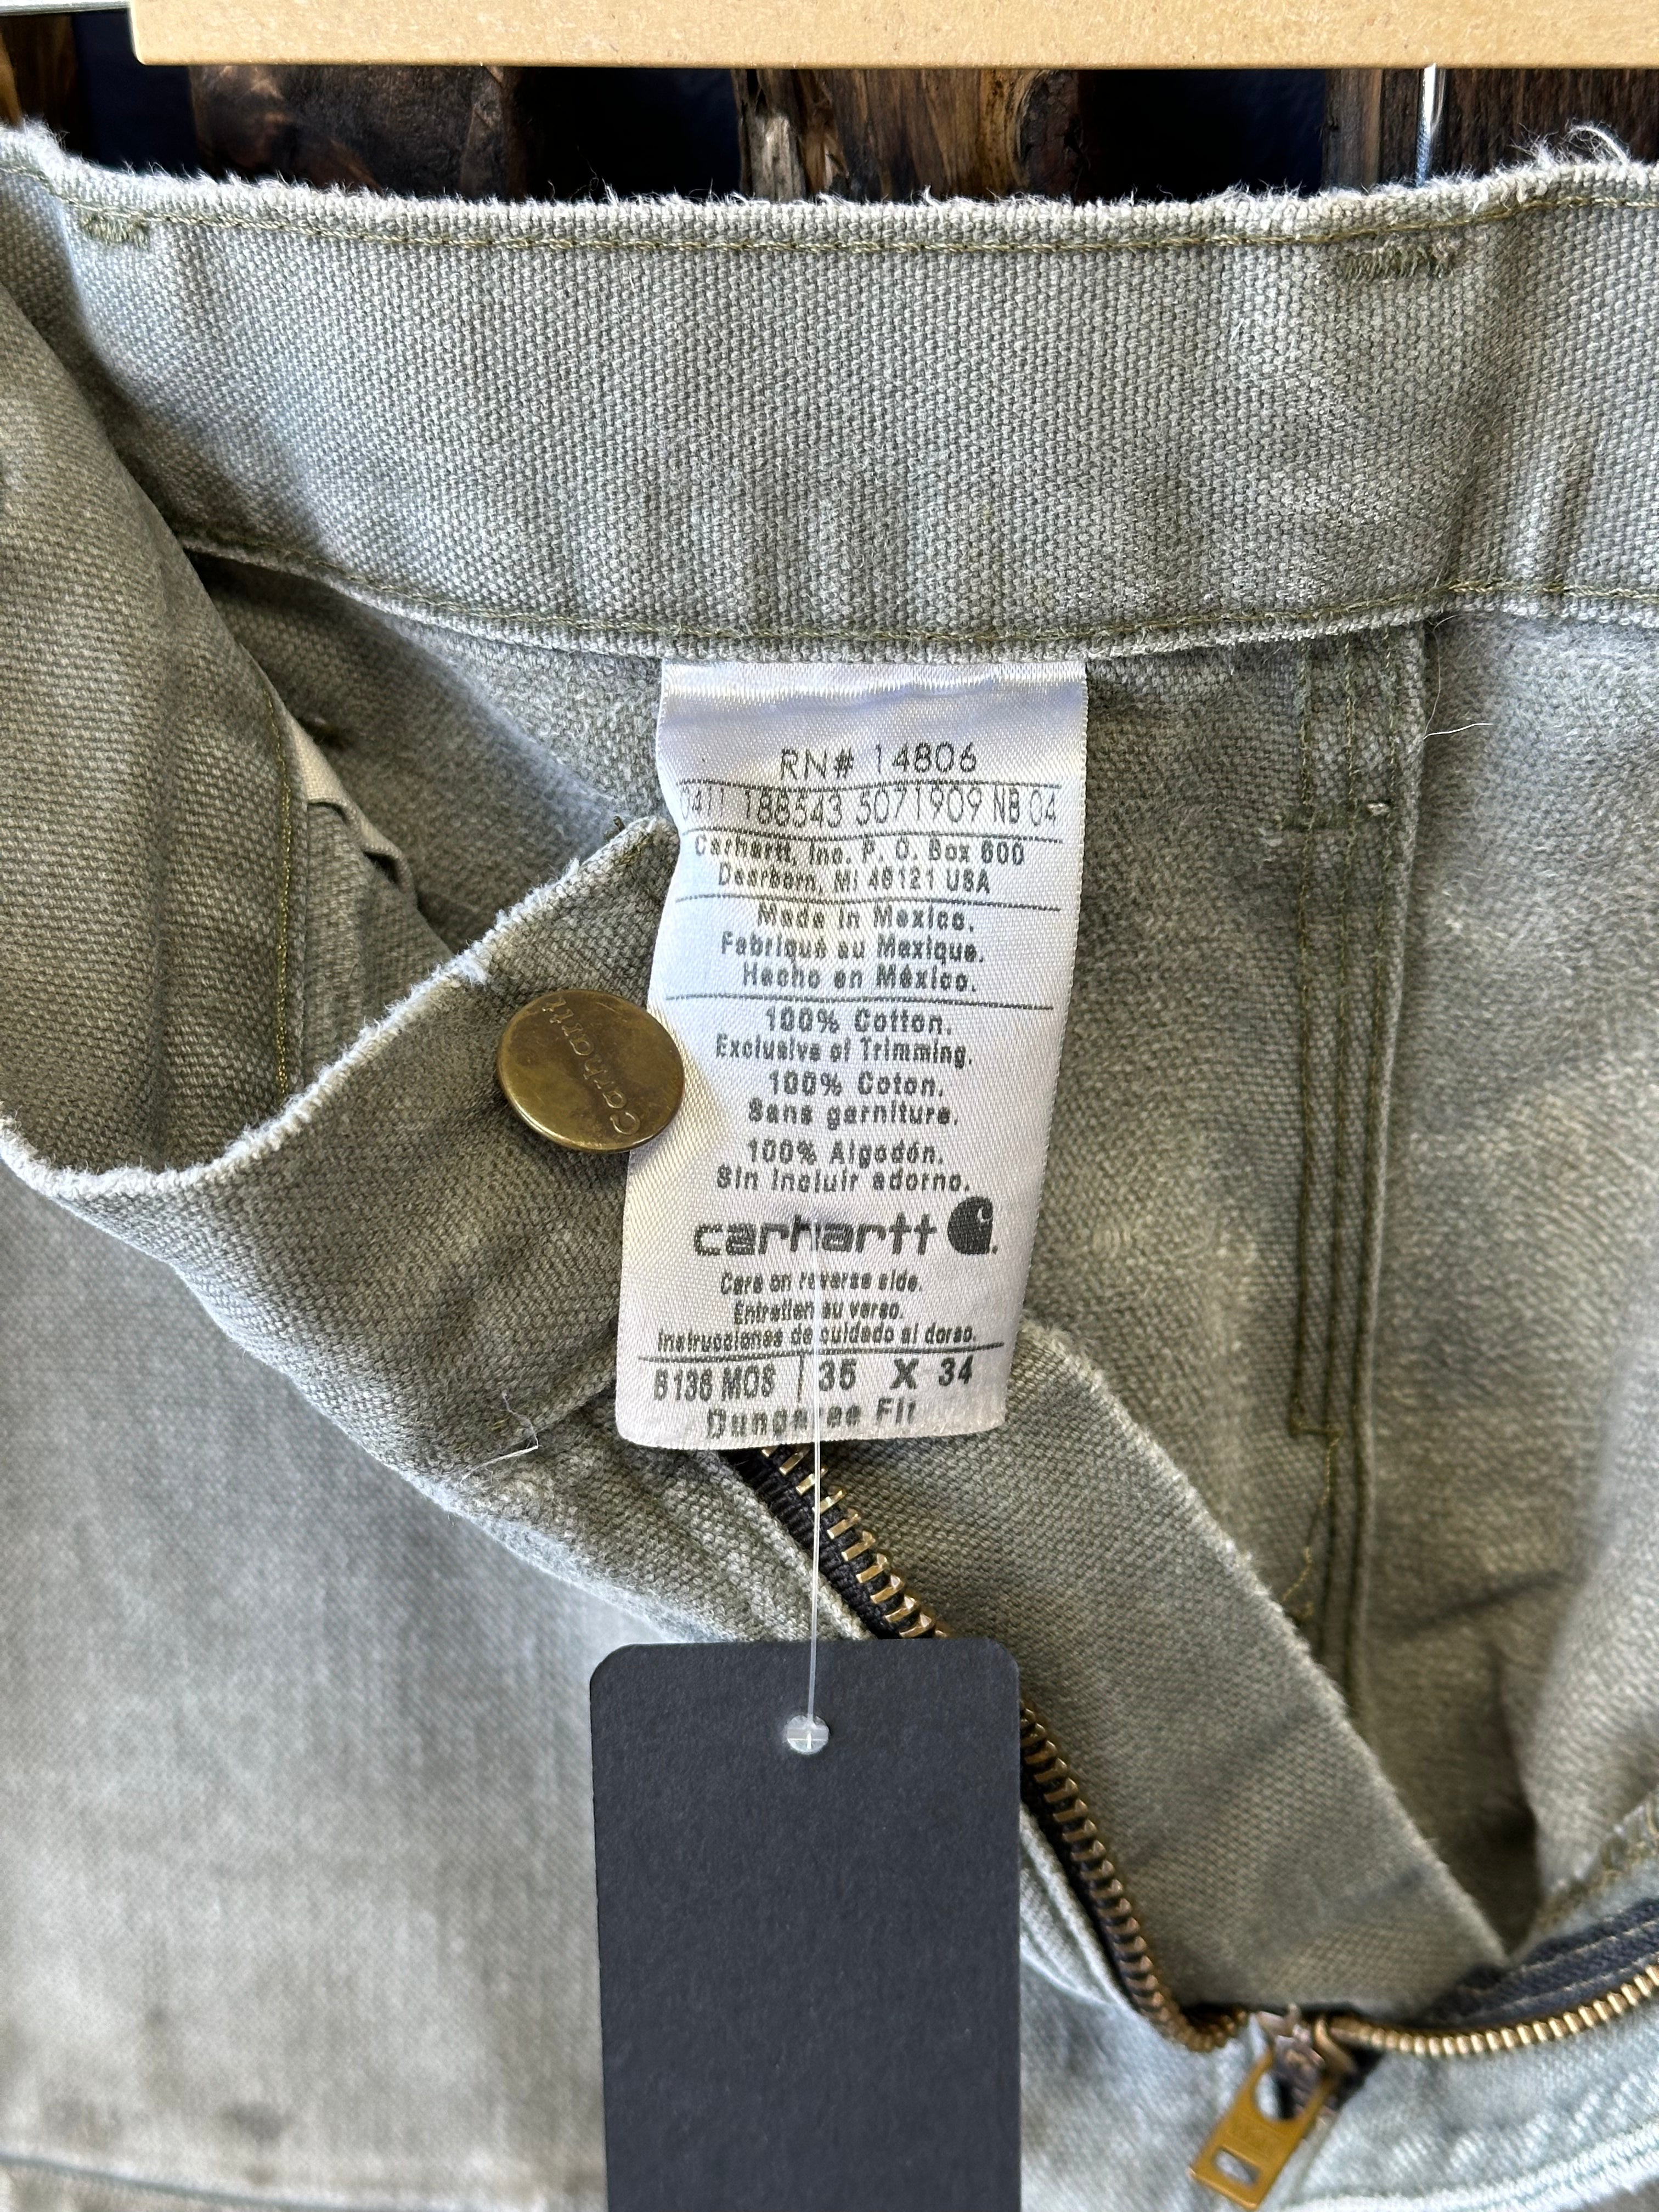 RN# 14806
0411 188543 5071909 NB 04
Carhartt, Inc. P. O. Box 600
Dearborn, MI 48121 USA
Made in Mexico.
Fabriqué au Mexique.
Hecho en México.
100% Cotton.
Exclusive of Trimming.
100% Coton.
Sans garniture.
100% Algodón.
Sin incluir adorno.
carhartt
Care on reverse side.
Entretien au verso.
Instrucciones de cuidado al dorso.
B136 MOS | 35 X 34
Dungaree Fit
Carhartt